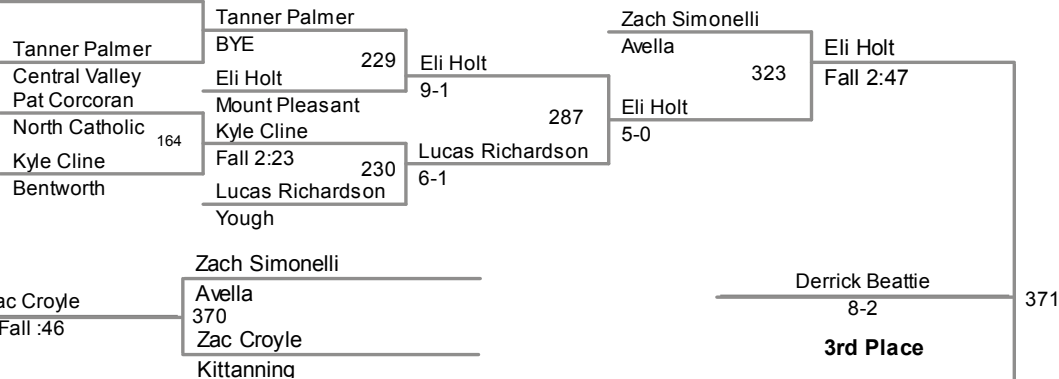 Tanner Palmer
Central Valley
Pat Corcoran
North Catholic
164
Kyle Cline
Bentworth
Tanner Palmer
BYE
229
Eli Holt
Mount Pleasant
Kyle Cline
Fall 2:23
230
Lucas Richardson
Yough
Eli Holt
9-1
287
Lucas Richardson
6-1
Zach Simonelli
Avella
323
Eli Holt
5-0
Eli Holt
Fall 2:47
Zach Simonelli
Avella
370
Zac Croyle
Kittanning
ac Croyle
Fall :46
Derrick Beattie
8-2
371
3rd Place